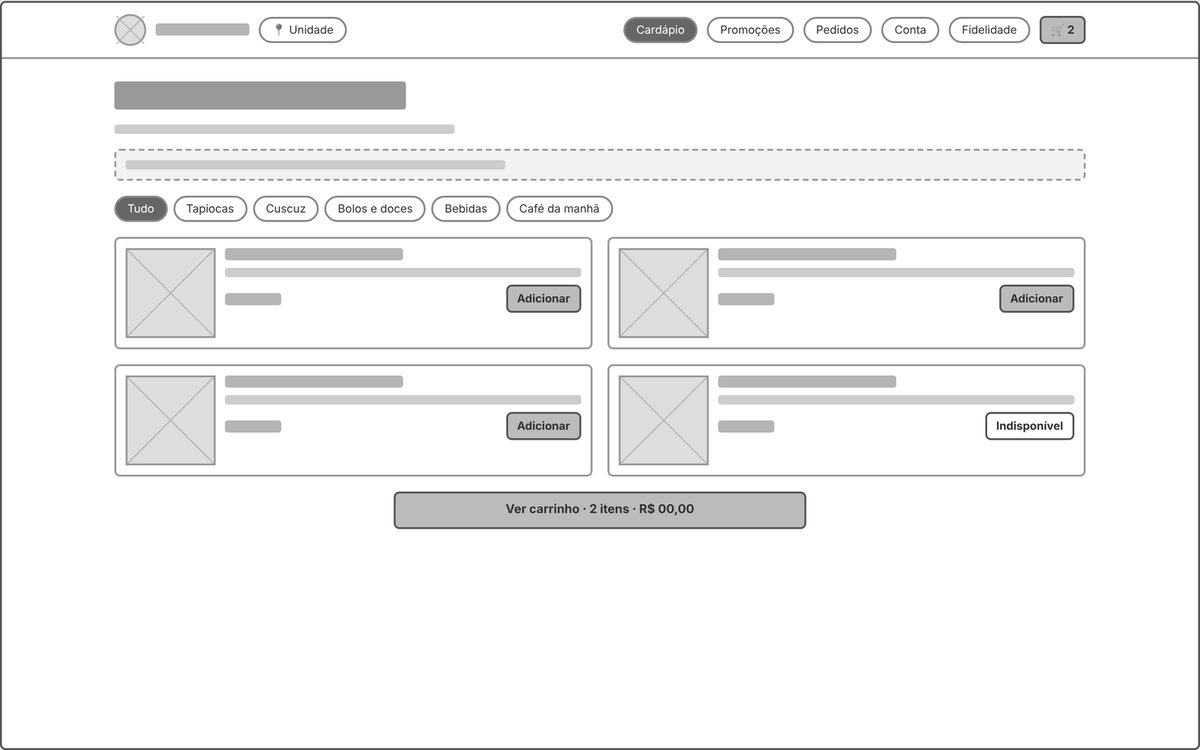 Unidade
Cardápio
Promoções
Pedidos
Conta
Fidelidade
2
Tudo
Tapiocas
Cuscuz
Bolos e doces
Bebidas
Café da manhã
Adicionar
Adicionar
Adicionar
Indisponível
Ver carrinho · 2 itens · R$ 00,00